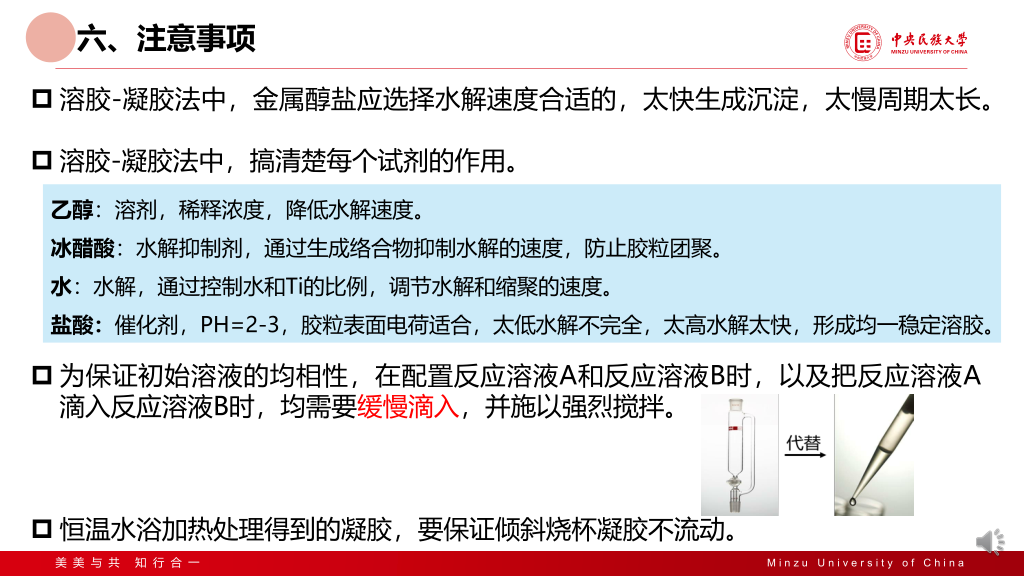 六、注意事项
中央民族大学
MINZU UNIVERSITY OF CHINA
溶胶-凝胶法中，金属醇盐应选择水解速度合适的，太快生成沉淀，太慢周期太长。
溶胶-凝胶法中，搞清楚每个试剂的作用。
乙醇：溶剂，稀释浓度，降低水解速度。
冰醋酸：水解抑制剂，通过生成络合物抑制水解的速度，防止胶粒团聚。
水：水解，通过控制水和Ti的比例，调节水解和缩聚的速度。
盐酸：催化剂，PH=2-3，胶粒表面电荷适合，太低水解不完全，太高水解太快，形成均一稳定溶胶。
为保证初始溶液的均相性，在配置反应溶液A和反应溶液B时，以及把反应溶液A
滴入反应溶液B时，均需要缓慢滴入，并施以强烈搅拌。
代替
恒温水浴加热处理得到的凝胶，要保证倾斜烧杯凝胶不流动。
美美与共 知行合一
Minzu University of China